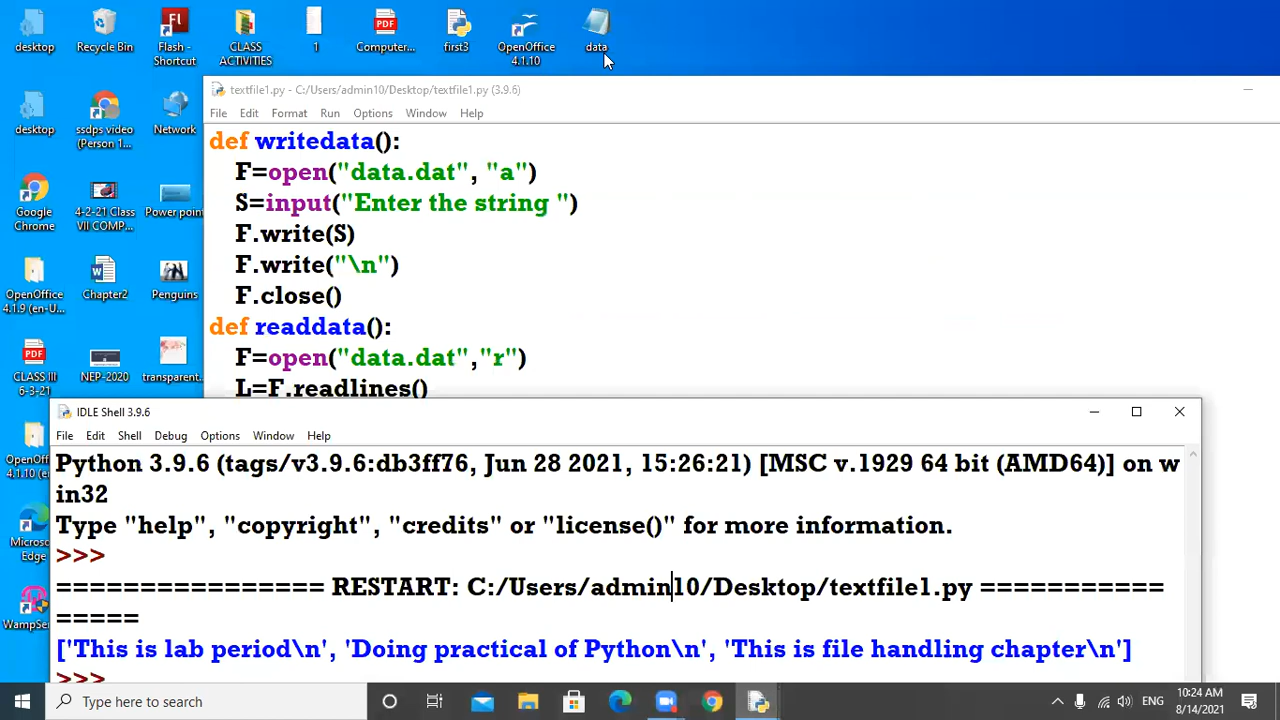 desktop
Recycle Bin
Flash -
Shortcut
CLASS
ACTIVITIES
1
Computer...
first3
OpenOffice
4.1.10
data
desktop
ssdps video
(Person 1...
Network
Google
Chrome
4-2-21 Class
VII COMP...
Power point
OpenOffice
4.1.9 (en-U...
Chapter2
Penguins
CLASS III
6-3-21
NEP-2020
transparent...
OpenOffi
4.1.10 (en
Micros
Edge
WampSe
textfile1.py - C:/Users/admin10/Desktop/textfile1.py (3.9.6)
File Edit Format Run Options Window Help
def writedata():
F=open("data.dat", "a")
S=input("Enter the string ")
F.write(S)
F.write("\n")
F.close()
def readdata():
F=open("data.dat","r")
L=F.readlines()
IDLE Shell 3.9.6
File Edit Shell Debug Options Window Help
Python 3.9.6 (tags/v3.9.6:db3ff76, Jun 28 2021, 15:26:21) [MSC v.1929 64 bit (AMD64)] on w
in32
Type "help", "copyright", "credits" or "license()" for more information.
>>>
================ RESTART: C:/Users/admin10/Desktop/textfile1.py ===========
=====
['This is lab period\n', 'Doing practical of Python\n', 'This is file handling chapter\n']
>>>
Type here to search
ENG
10:24 AM
8/14/2021